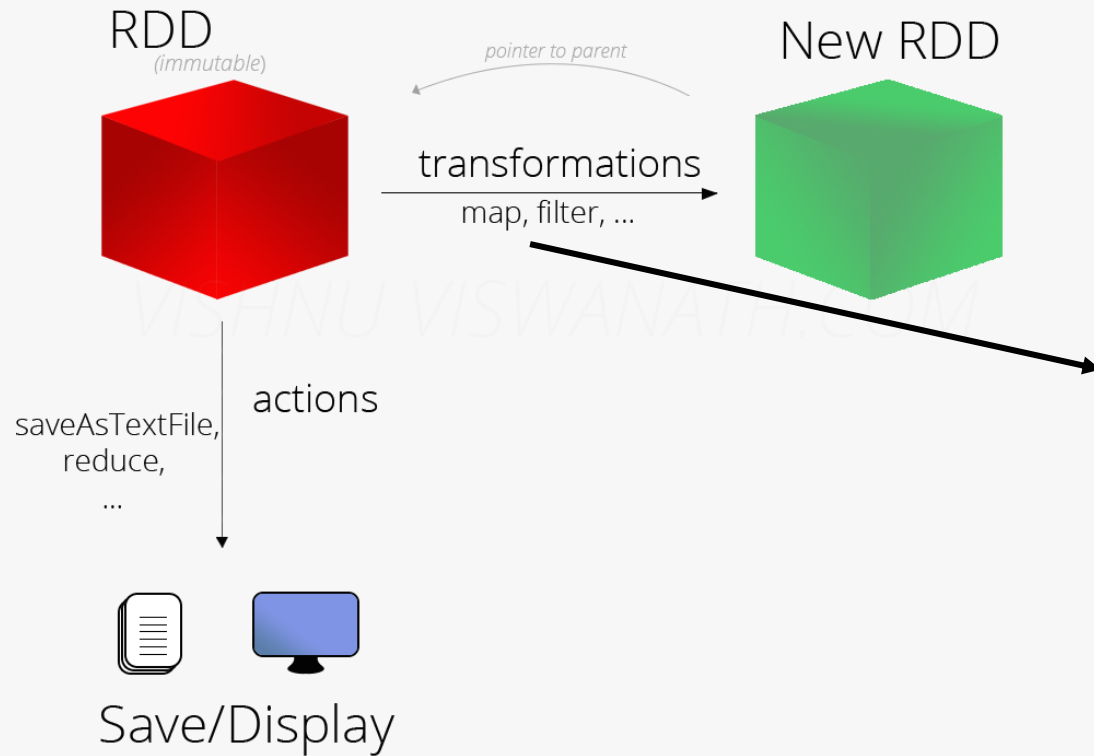 RDD
(immutable)
pointer to parent
New RDD
transformations
map, filter, ...
VISHNU VISWANATH.COM
actions
saveAsTextFile,
reduce,
...
Save/Display